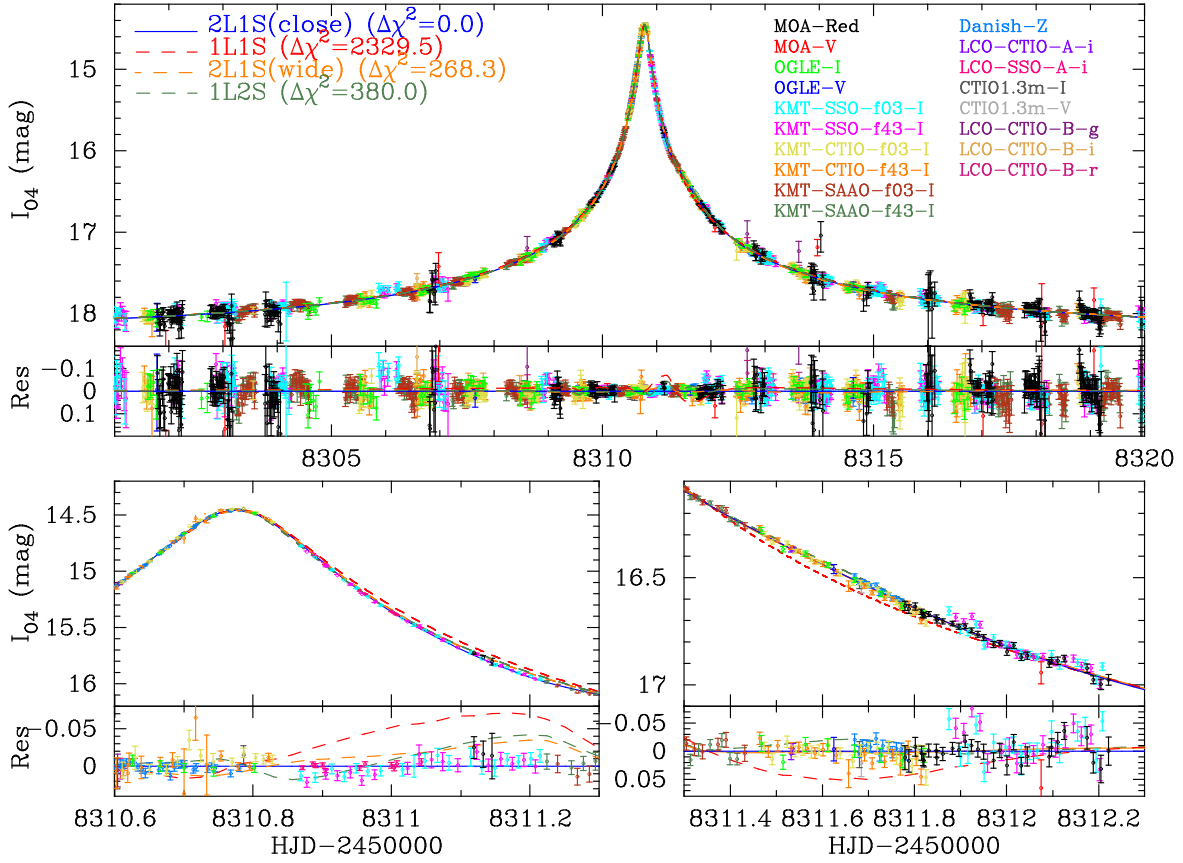 2L1S(close) (Δχ²=0.0)
1L1S (Δχ²=2329.5)
2L1S(wide) (Δχ²=268.3)
1L2S (Δχ²=380.0)
MOA-Red
MOA-V
OGLE-I
OGLE-V
KMT-SSO-f03-I
KMT-SSO-f43-I
KMT-CTIO-f03-I
KMT-CTIO-f43-I
KMT-SAAO-f03-I
KMT-SAAO-f43-I
Danish-Z
LCO-CTIO-A-i
LCO-SSO-A-i
CTIO1.3m-I
CTIO1.3m-V
LCO-CTIO-B-g
LCO-CTIO-B-i
LCO-CTIO-B-r
I₀₄ (mag)
15
16
17
18
Res
-0.1
0
0.1
8305 8310 8315 8320
I₀₄ (mag)
14.5
15
15.5
16
Res
-0.05
0
8310.6 8310.8 8311 8311.2
HJD-2450000
16.5
17
-0.05
0
0.05
8311.4 8311.6 8311.8 8312 8312.2
HJD-2450000